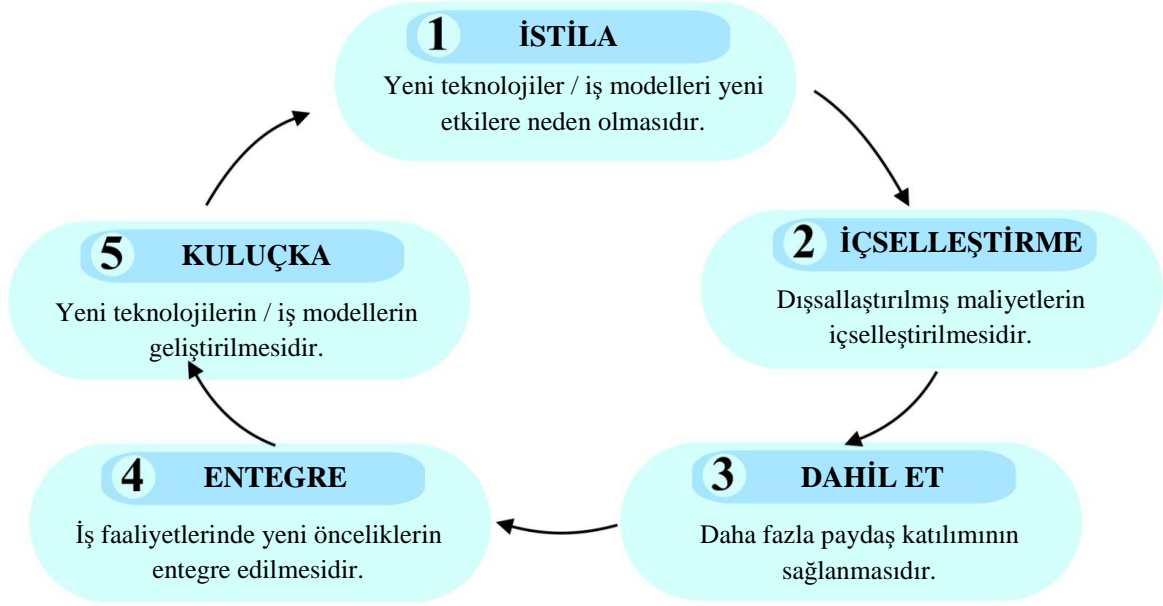 1 İSTİLA
Yeni teknolojiler / iş modelleri yeni
etkilere neden olmasıdır.
2 İÇSELLEŞTİRME
Dışsallaştırılmış maliyetlerin
içselleştirilmesidir.
3 DAHİL ET
Daha fazla paydaş katılımının
sağlanmasıdır.
4 ENTEGRE
İş faaliyetlerinde yeni önceliklerin
entegre edilmesidir.
5 KULUÇKA
Yeni teknolojilerin / iş modellerin
geliştirilmesidir.